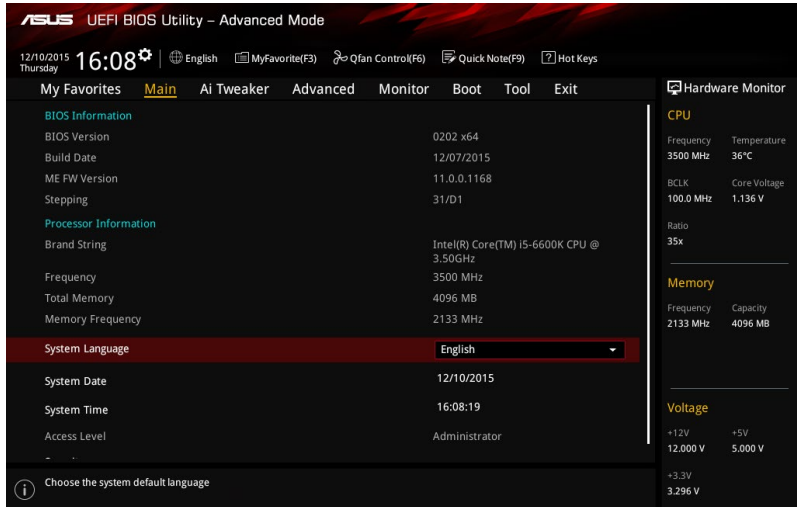 ASUS UEFI BIOS Utility – Advanced Mode
12/10/2015
Thursday
16:08
English MyFavorite(F3) Qfan Control(F6) Quick Note(F9) ? Hot Keys
My Favorites Main Ai Tweaker Advanced Monitor Boot Tool Exit
BIOS Information
BIOS Version 0202 x64
Build Date 12/07/2015
ME FW Version 11.0.0.1168
Stepping 31/D1
Processor Information
Brand String Intel(R) Core(TM) i5-6600K CPU @
3.50GHz
Frequency 3500 MHz
Total Memory 4096 MB
Memory Frequency 2133 MHz
System Language English
System Date 12/10/2015
System Time 16:08:19
Access Level Administrator
Choose the system default language
Hardware Monitor
CPU
Frequency Temperature
3500 MHz 36°C
BCLK Core Voltage
100.0 MHz 1.136 V
Ratio
35x
Memory
Frequency Capacity
2133 MHz 4096 MB
Voltage
+12V +5V
12.000 V 5.000 V
+3.3V
3.296 V